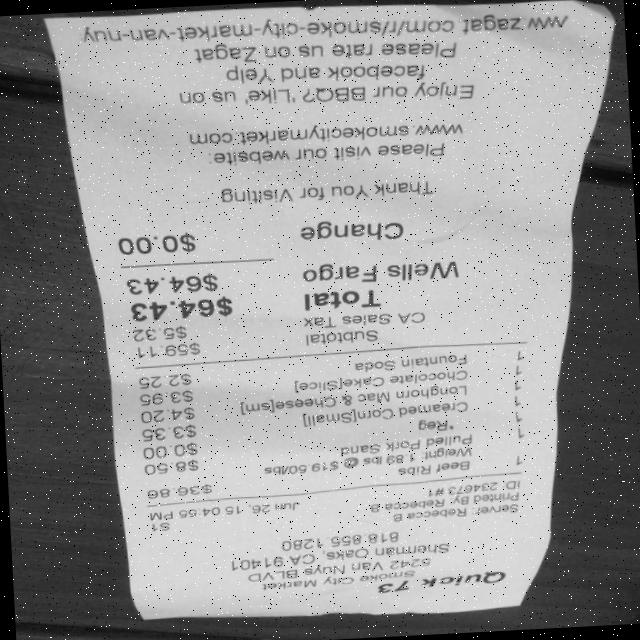 Quick 73
Smoke City Market
5242 Van Nuys BLVD
Sherman Oaks, CA 91401
818 855 1280
Server: Rebecca B S1
Printed By: Rebecca B Jun 26, 15 04:55 PM
ID: 234673 #1
1 Beef Ribs $36.86
Weight 1.89 lbs @ $19.50/lbs
1 Pulled Pork Sand. $8.50
*Reg $0.00
1 Creamed Corn[Small] $3.35
1 Longhorn Mac & Cheese[sm] $4.20
1 Chocolate Cake[Slice] $3.95
1 Fountain Soda $2.25
Subtotal $59.11
CA Sales Tax $5.32
Total $64.43
Wells Fargo $64.43
Change $0.00
Thank You for Visiting
Please visit our website:
www smokecitymarket com
Enjoy our BBQ? 'Like' us on
facebook and Yelp
Please rate us on Zagat
www zagat com/r/smoke-city-market-van-nuy